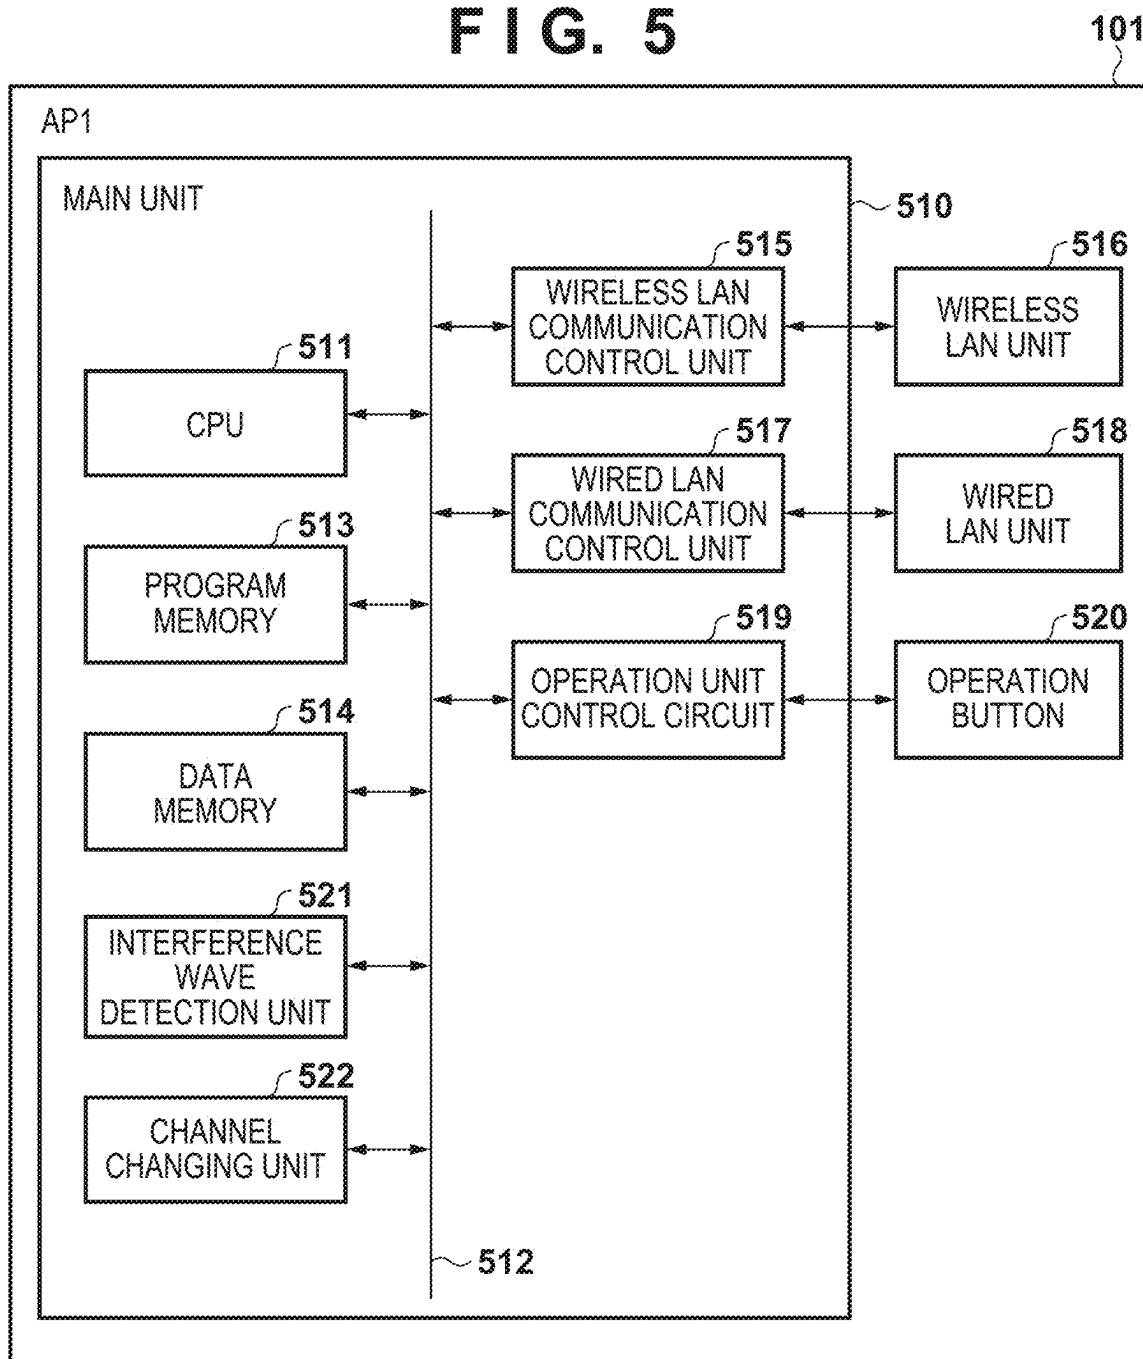 FIG. 5
101
AP1
MAIN UNIT
510
515
WIRELESS LAN
COMMUNICATION
CONTROL UNIT
516
WIRELESS
LAN UNIT
511
CPU
517
WIRED LAN
COMMUNICATION
CONTROL UNIT
518
WIRED
LAN UNIT
513
PROGRAM
MEMORY
519
OPERATION UNIT
CONTROL CIRCUIT
520
OPERATION
BUTTON
514
DATA
MEMORY
521
INTERFERENCE
WAVE
DETECTION UNIT
522
CHANNEL
CHANGING UNIT
512